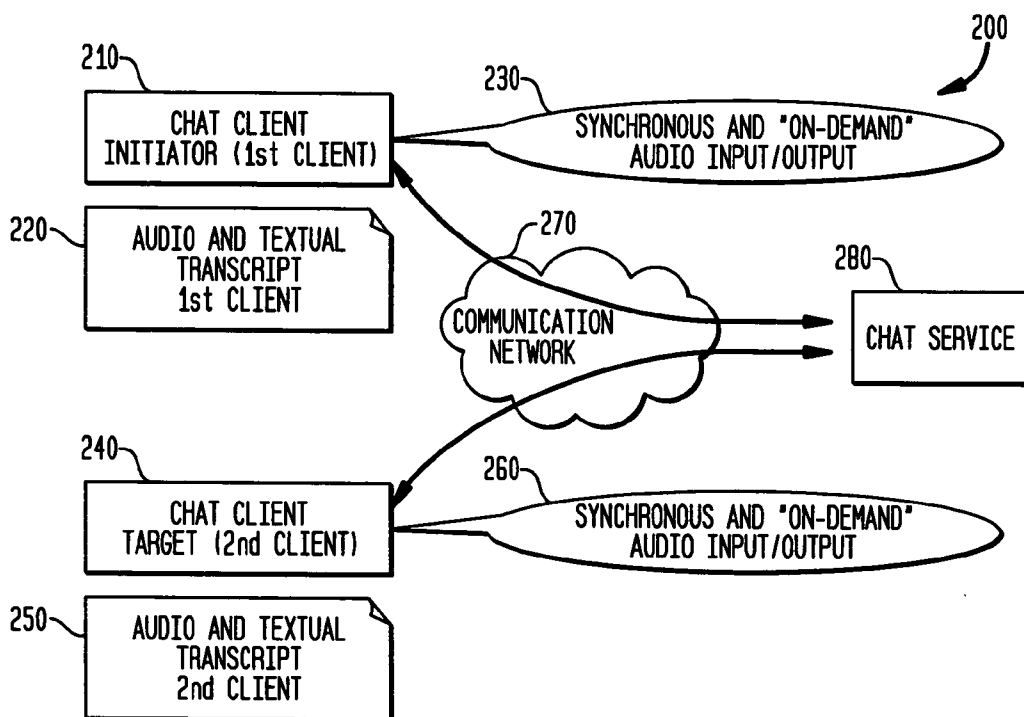 200
210
CHAT CLIENT
INITIATOR (1st CLIENT)
230
SYNCHRONOUS AND "ON-DEMAND"
AUDIO INPUT/OUTPUT
220
AUDIO AND TEXTUAL
TRANSCRIPT
1st CLIENT
270
COMMUNICATION
NETWORK
280
CHAT SERVICE
240
CHAT CLIENT
TARGET (2nd CLIENT)
260
SYNCHRONOUS AND "ON-DEMAND"
AUDIO INPUT/OUTPUT
250
AUDIO AND TEXTUAL
TRANSCRIPT
2nd CLIENT